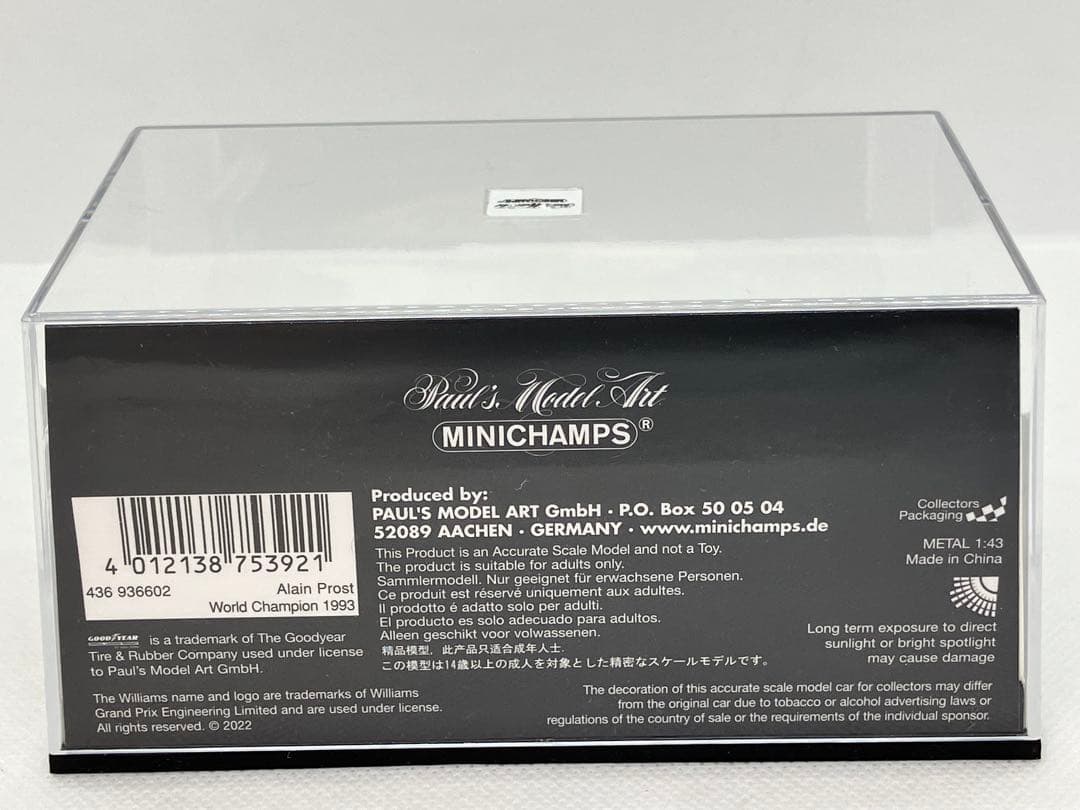 Paul's Model Art
MINICHAMPS
Paul's Model Art
MINICHAMPS®
Produced by:
PAUL'S MODEL ART GmbH · P.O. Box 50 05 04
52089 AACHEN · GERMANY · www.minichamps.de
This Product is an Accurate Scale Model and not a Toy.
The product is suitable for adults only.
Sammlermodell. Nur geeignet für erwachsene Personen.
Ce produit est réservé uniquement aux adultes.
Il prodotto é adatto solo per adulti.
El producto es solo adecuado para adultos.
Alleen geschikt voor volwassenen.
精品模型，此产品只适合成年人士.
この模型は14歳以上の成人を対象とした精密なスケールモデルです。
4 012138 753921
436 936602
Alain Prost
World Champion 1993
GOODYEAR is a trademark of The Goodyear
Tire & Rubber Company used under license
to Paul's Model Art GmbH.
The Williams name and logo are trademarks of Williams
Grand Prix Engineering Limited and are used under license.
All rights reserved. © 2022
Collectors
Packaging
METAL 1:43
Made in China
Long term exposure to direct
sunlight or bright spotlight
may cause damage
The decoration of this accurate scale model car for collectors may differ
from the original car due to tobacco or alcohol advertising laws or
regulations of the country of sale or the requirements of the individual sponsor.